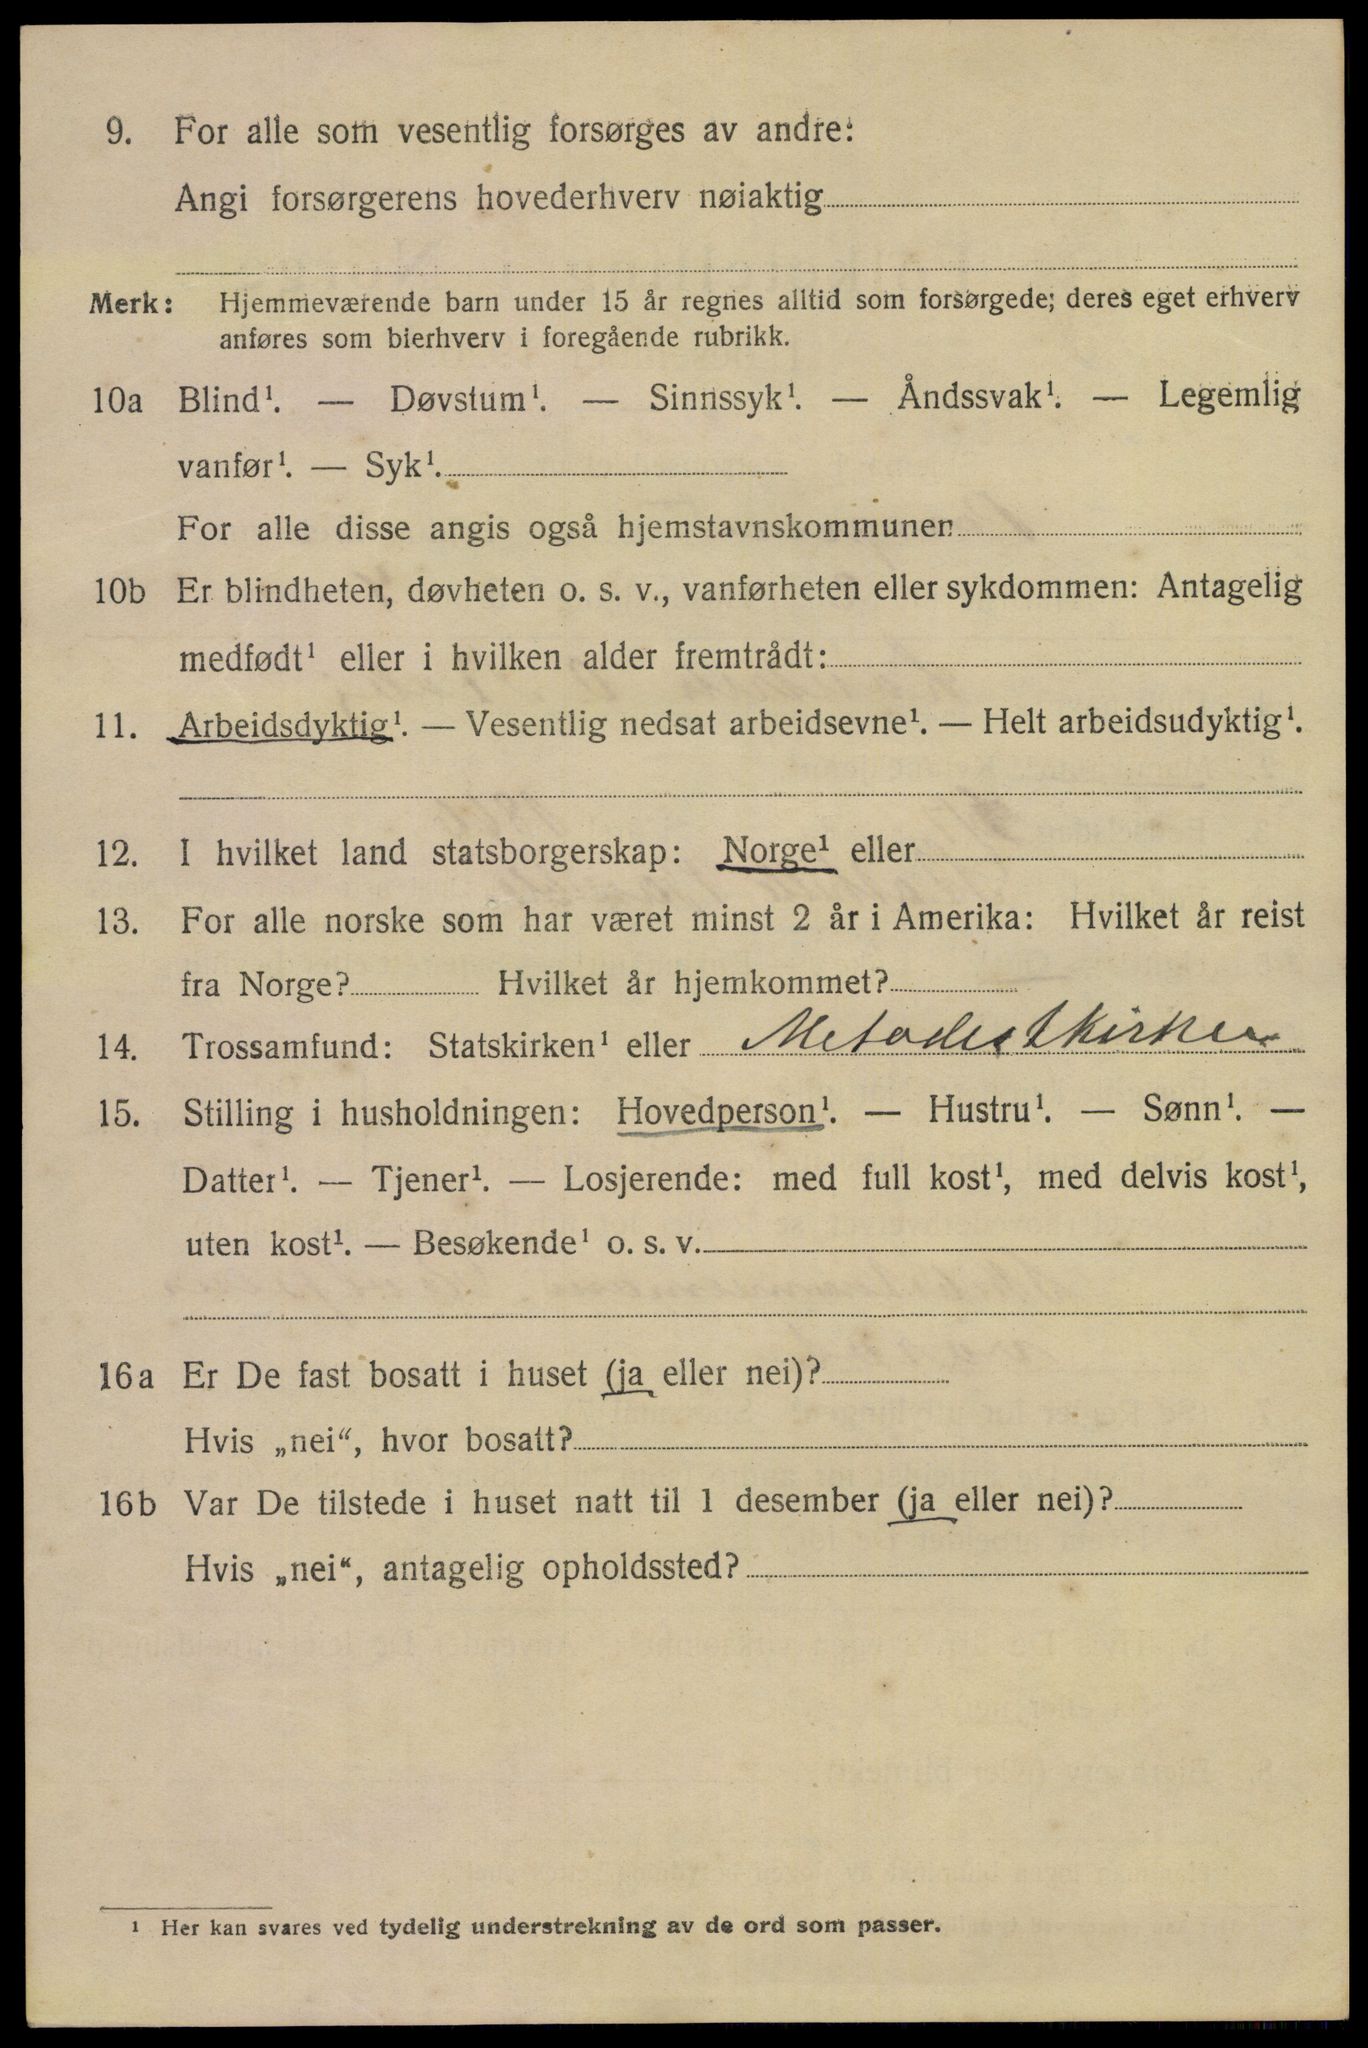 9. For alle som vesentlig forsørges av andre:
Angi forsørgerens hovederhverv nøiaktig
Merk: Hjemmeværende barn under 15 år regnes alltid som forsørgede; deres eget erhverv
anføres som bierhverv i foregående rubrikk.
10a Blind¹. — Døvstum¹. — Sinnssyk¹. — Åndssvak¹. — Legemlig
vanfør¹. — Syk¹.
For alle disse angis også hjemstavnskommunen
10b Er blindheten, døvheten o. s. v., vanførheten eller sykdommen: Antagelig
medfødt¹ eller i hvilken alder fremtrådt:
11. Arbeidsdyktig¹. — Vesentlig nedsat arbeidsevne¹. — Helt arbeidsudyktig¹.
12. I hvilket land statsborgerskap: Norge¹ eller
13. For alle norske som har været minst 2 år i Amerika: Hvilket år reist
fra Norge? Hvilket år hjemkommet?
14. Trossamfund: Statskirken¹ eller Metodistkirken
15. Stilling i husholdningen: Hovedperson¹. — Hustru¹. — Sønn¹. —
Datter¹. — Tjener¹. — Losjerende: med full kost¹, med delvis kost¹,
uten kost¹. — Besøkende¹ o. s. v.
16a Er De fast bosatt i huset (ja eller nei)?
Hvis „nei“, hvor bosatt?
16b Var De tilstede i huset natt til 1 desember (ja eller nei)?
Hvis „nei“, antagelig opholdssted?
¹ Her kan svares ved tydelig understrekning av de ord som passer.